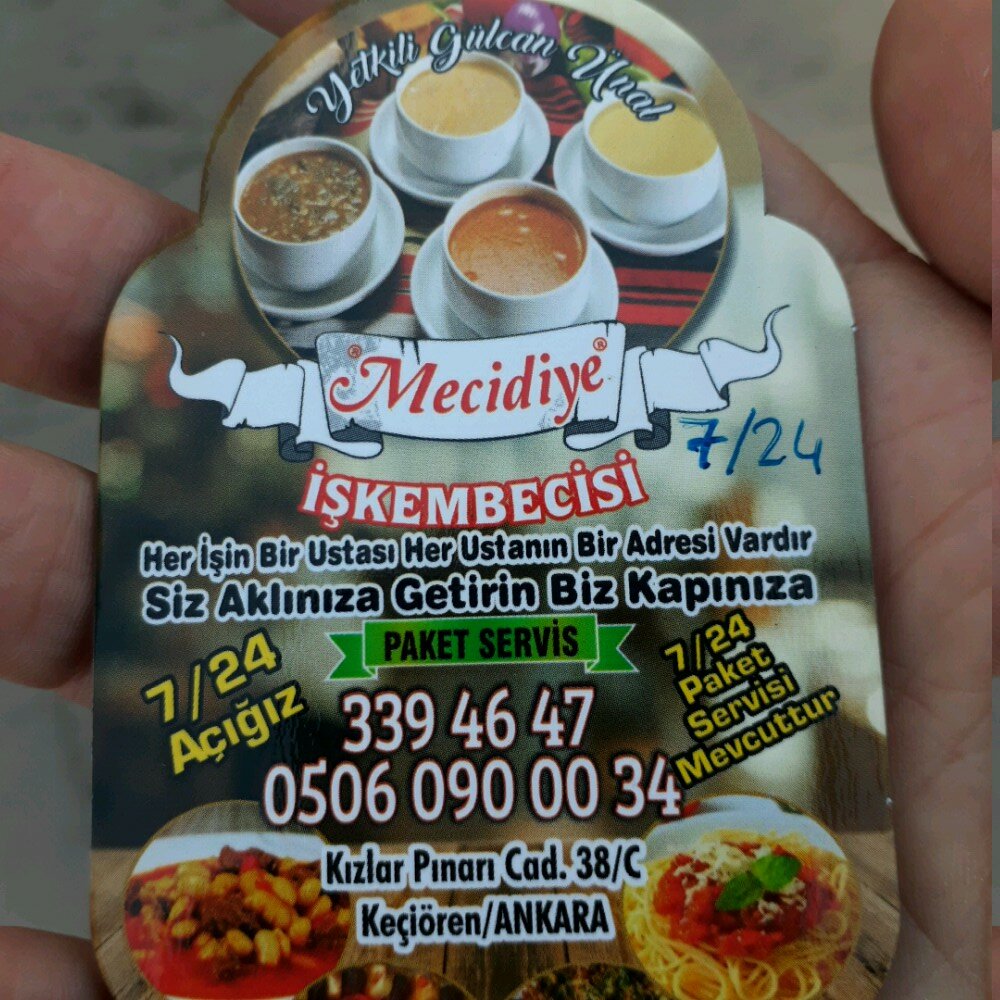 Yetkili Gülcan Ünal
Mecidiye
7/24
İŞKEMBECİSİ
Her İşin Bir Ustası Her Ustanın Bir Adresi Vardır
Siz Aklınıza Getirin Biz Kapınıza
PAKET SERVİS
7/24
Açığız
7/24
Paket
Servisi
Mevcuttur
339 46 47
0506 090 00 34
Kızlar Pınarı Cad. 38/C
Keçiören/ANKARA